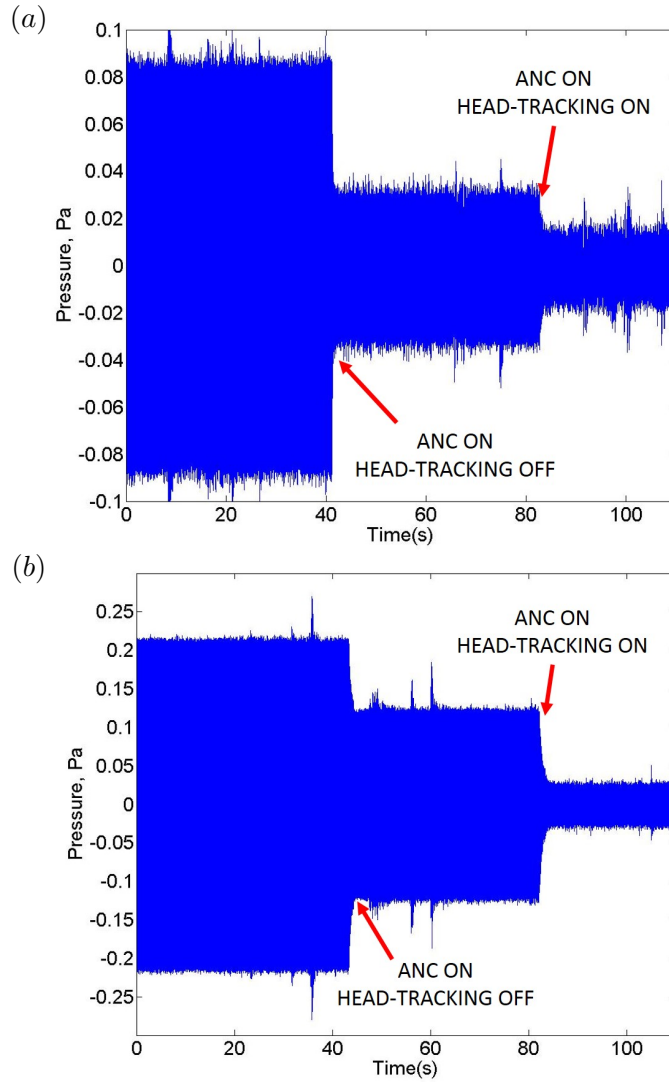 (a)
0.1
0.08
0.06
0.04
0.02
0
-0.02
-0.04
-0.06
-0.08
-0.1
Pressure, Pa
ANC ON
HEAD-TRACKING ON
ANC ON
HEAD-TRACKING OFF
0 20 40 60 80 100
Time(s)
(b)
0.25
0.2
0.15
0.1
0.05
0
-0.05
-0.1
-0.15
-0.2
-0.25
Pressure, Pa
ANC ON
HEAD-TRACKING ON
ANC ON
HEAD-TRACKING OFF
0 20 40 60 80 100
Time(s)